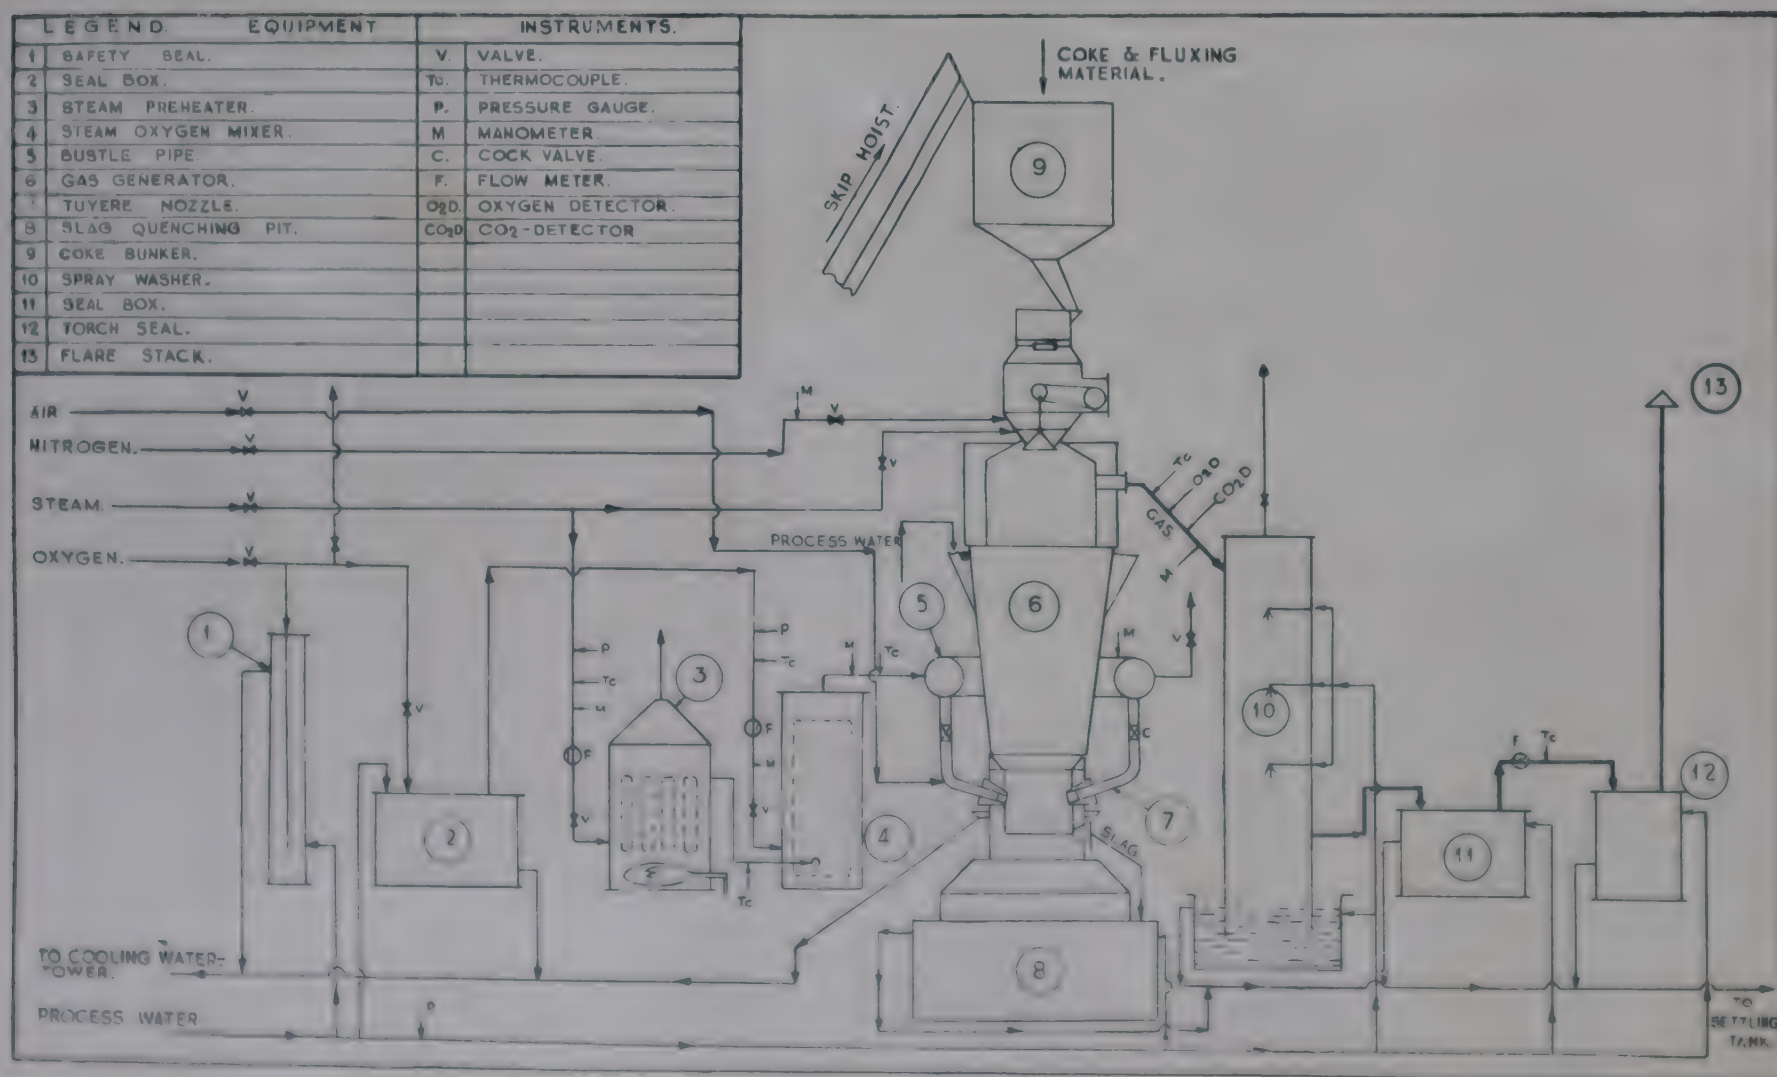 LEGEND. EQUIPMENT INSTRUMENTS.
1 SAFETY SEAL. V. VALVE.
2 SEAL BOX. Tc. THERMOCOUPLE.
3 STEAM PREHEATER. P. PRESSURE GAUGE.
4 STEAM OXYGEN MIXER. M MANOMETER.
5 BUSTLE PIPE. C. COCK VALVE.
6 GAS GENERATOR. F. FLOW METER.
TUYERE NOZZLE. O2D. OXYGEN DETECTOR.
8 SLAG QUENCHING PIT. CO2D CO2-DETECTOR
9 COKE BUNKER.
10 SPRAY WASHER.
11 SEAL BOX.
12 TORCH SEAL.
13 FLARE STACK.
COKE & FLUXING
MATERIAL.
SKIP HOIST.
9
13
AIR
V
M
V
NITROGEN.
V
V
STEAM.
V
Tc
O2D
CO2D
GAS
M
OXYGEN.
V
PROCESS WATER
1
5
6
P
P
M
Tc
M
V
Tc
Tc
3
M
V
F
F
M
C
10
F
Tc
12
V
V
2
4
7
SLAG
11
Tc
8
TO COOLING WATER-
TOWER.
PROCESS WATER
TO
SETTLING
TANK.